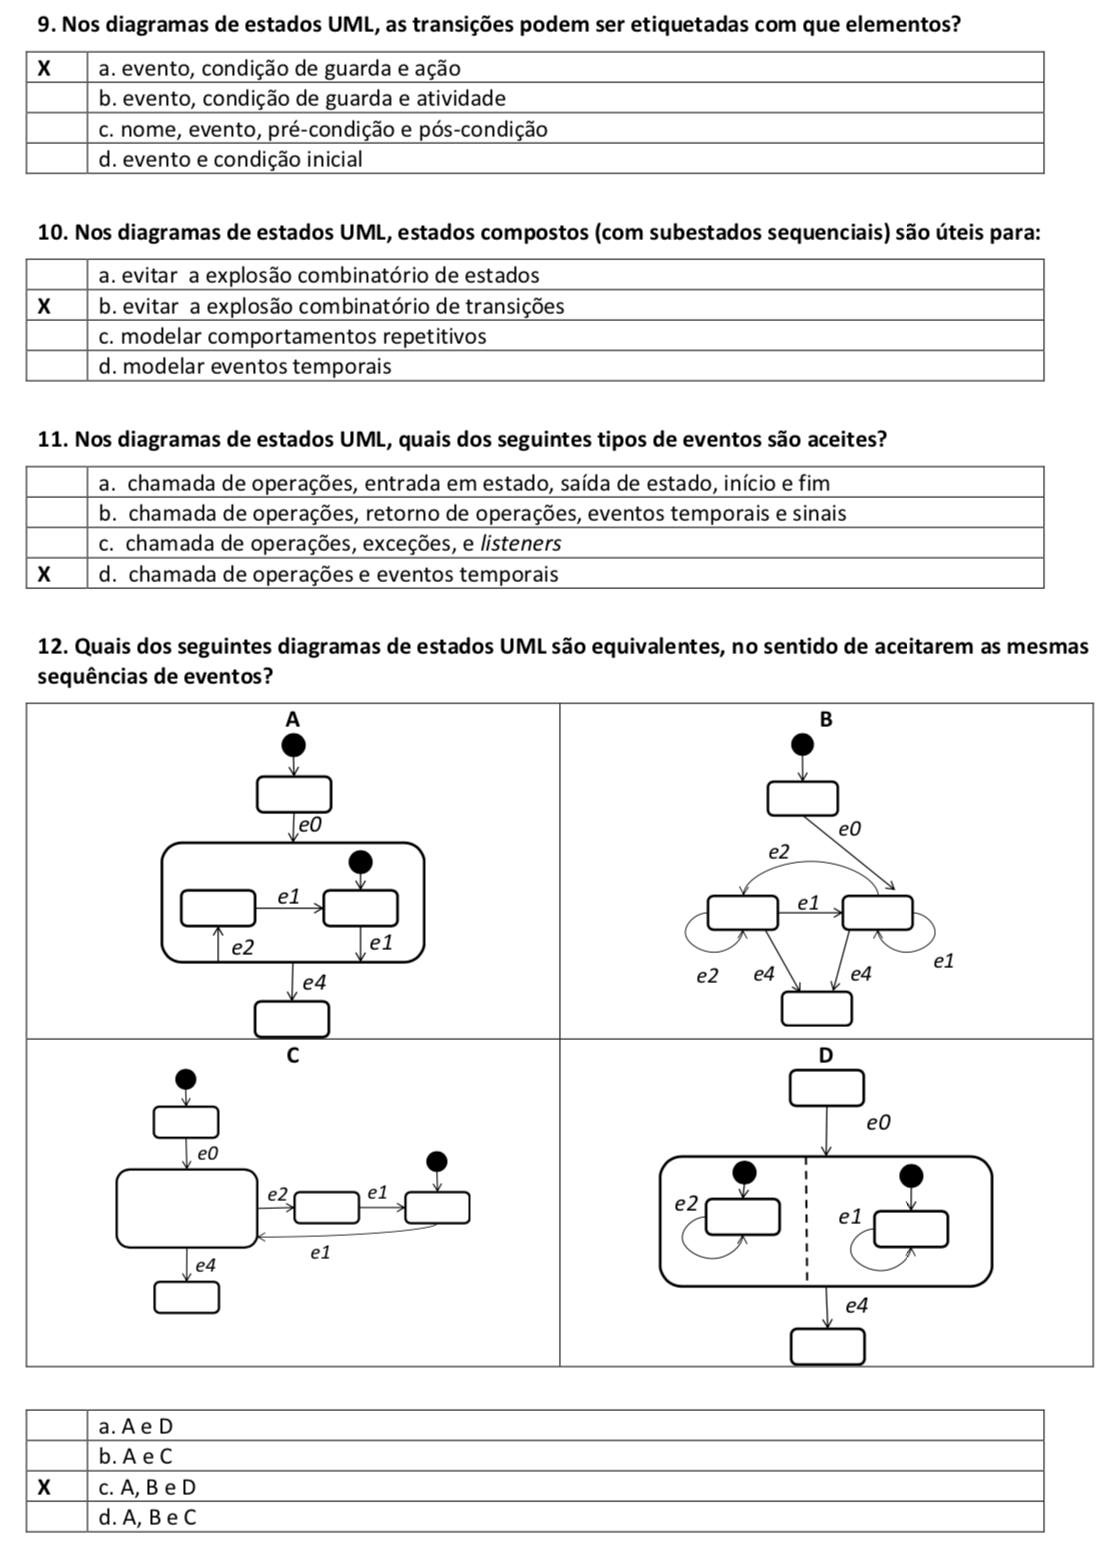 9. Nos diagramas de estados UML, as transições podem ser etiquetadas com que elementos?
X a. evento, condição de guarda e ação
b. evento, condição de guarda e atividade
c. nome, evento, pré-condição e pós-condição
d. evento e condição inicial
10. Nos diagramas de estados UML, estados compostos (com subestados sequenciais) são úteis para:
a. evitar a explosão combinatório de estados
X b. evitar a explosão combinatório de transições
c. modelar comportamentos repetitivos
d. modelar eventos temporais
11. Nos diagramas de estados UML, quais dos seguintes tipos de eventos são aceites?
a. chamada de operações, entrada em estado, saída de estado, início e fim
b. chamada de operações, retorno de operações, eventos temporais e sinais
c. chamada de operações, exceções, e listeners
X d. chamada de operações e eventos temporais
12. Quais dos seguintes diagramas de estados UML são equivalentes, no sentido de aceitarem as mesmas
sequências de eventos?
A
e0
e1
e2
e1
e4
B
e0
e2
e1
e2
e4
e4
e1
C
e0
e2
e1
e1
e4
D
e0
e2
e1
e4
a. A e D
b. A e C
X c. A, B e D
d. A, B e C